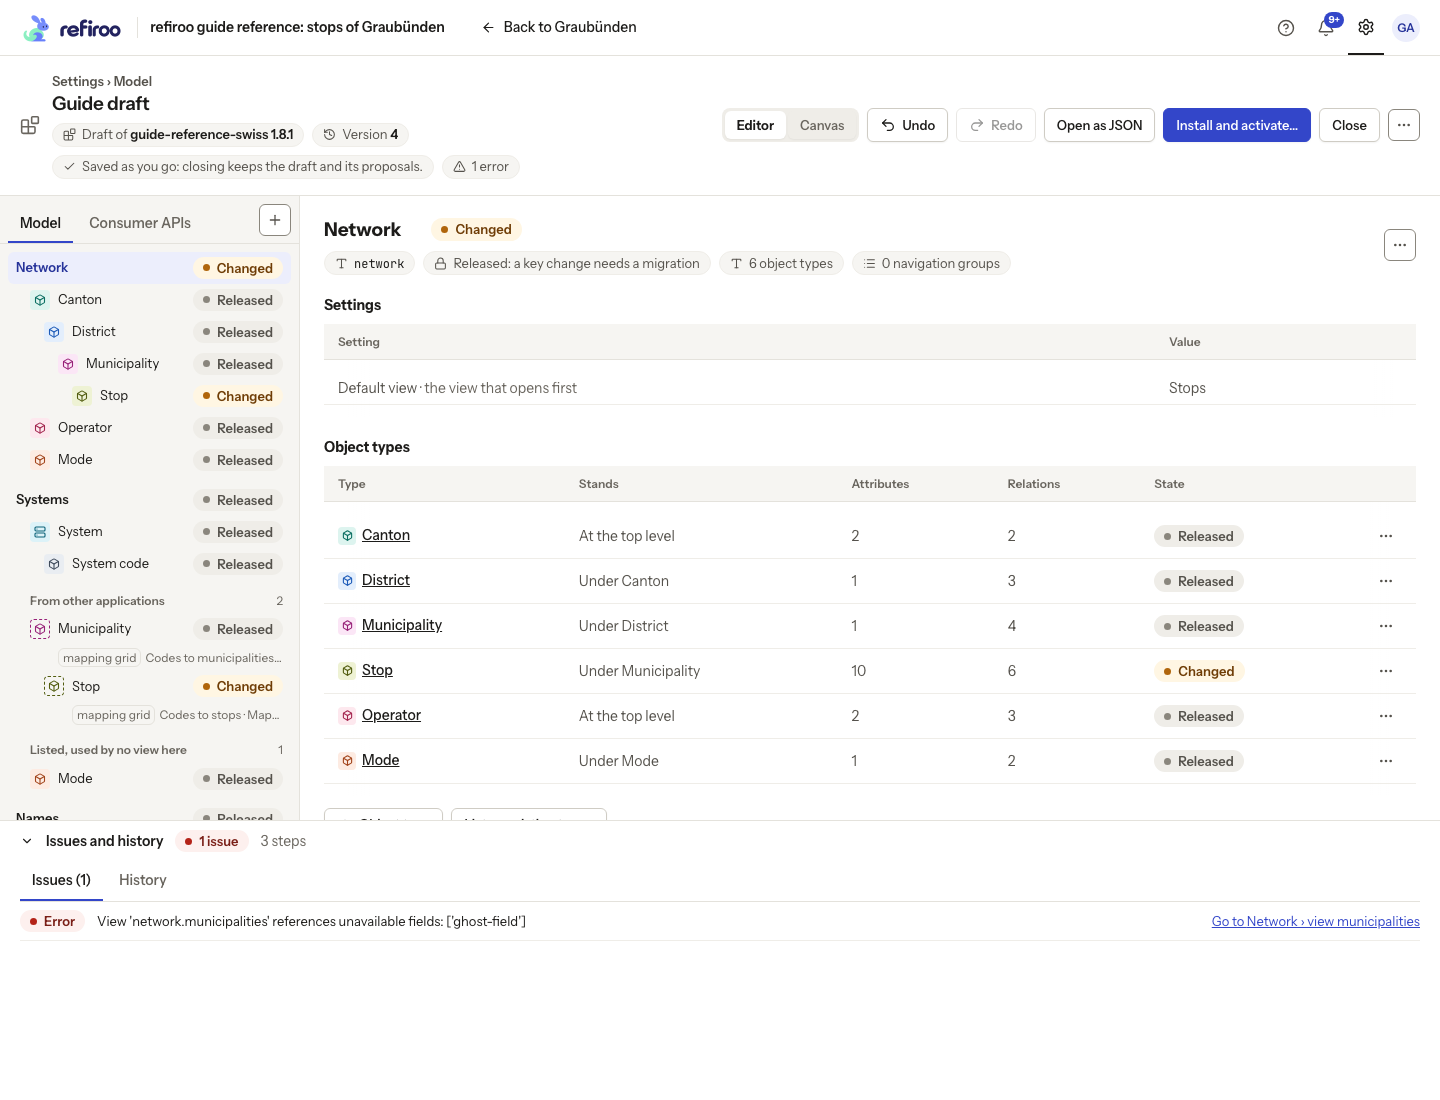 refiroo
refiroo guide reference: stops of Graubünden
Back to Graubünden
9+
GA
Settings › Model
Guide draft
Draft of guide-reference-swiss 1.8.1
Version 4
Saved as you go: closing keeps the draft and its proposals.
1 error
Editor
Canvas
Undo
Redo
Open as JSON
Install and activate...
Close
Model
Consumer APIs
Network Changed
Canton Released
District Released
Municipality Released
Stop Changed
Operator Released
Mode Released
Systems Released
System Released
System code Released
From other applications 2
Municipality Released
mapping grid Codes to municipalities...
Stop Changed
mapping grid Codes to stops · Map...
Listed, used by no view here 1
Mode Released
Names Released
Network Changed
network
Released: a key change needs a migration
6 object types
0 navigation groups
Settings
Setting Value
Default view · the view that opens first Stops
Object types
Type Stands Attributes Relations State
Canton At the top level 2 2 Released
District Under Canton 1 3 Released
Municipality Under District 1 4 Released
Stop Under Municipality 10 6 Changed
Operator At the top level 2 3 Released
Mode Under Mode 1 2 Released
Issues and history 1 issue 3 steps
Issues (1) History
Error View 'network.municipalities' references unavailable fields: ['ghost-field'] Go to Network › view municipalities